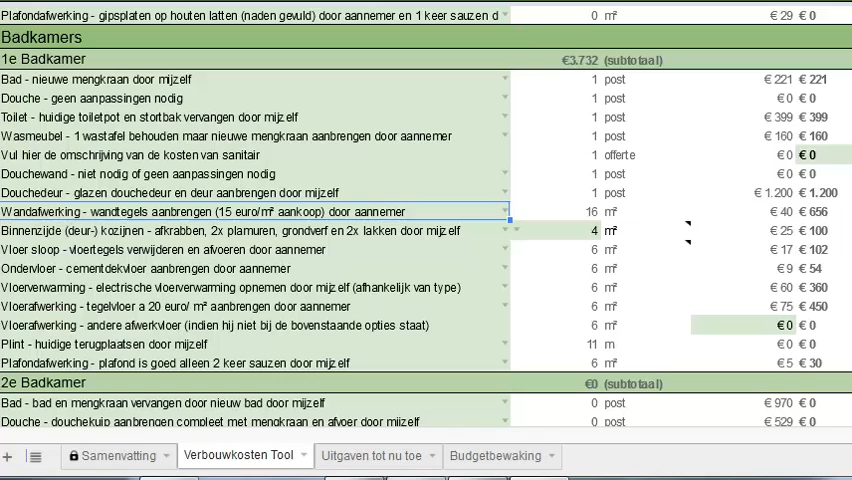 Plafondafwerking - gipsplaten op houten latten (naden gevuld) door aannemer en 1 keer sauzen d 0 m² € 29 € 0
Badkamers
1e Badkamer €3.732 (subtotaal)
Bad - nieuwe mengkraan door mijzelf 1 post € 221 € 221
Douche - geen aanpassingen nodig 1 post € 0 € 0
Toilet - huidige toiletpot en stortbak vervangen door mijzelf 1 post € 399 € 399
Wasmeubel - 1 wastafel behouden maar nieuwe mengkraan aanbrengen door aannemer 1 post € 160 € 160
Vul hier de omschrijving van de kosten van sanitair 1 offerte € 0 € 0
Douchewand - niet nodig of geen aanpassingen nodig 1 post € 0 € 0
Douchedeur - glazen douchedeur en deur aanbrengen door mijzelf 1 post € 1.200 € 1.200
Wandafwerking - wandtegels aanbrengen (15 euro/m² aankoop) door aannemer 16 m² € 40 € 656
Binnenzijde (deur-) kozijnen - afkrabben, 2x plamuren, grondverf en 2x lakken door mijzelf 4 m² € 25 € 100
Vloer sloop - vloertegels verwijderen en afvoeren door aannemer 6 m² € 17 € 102
Ondervloer - cementdekvloer aanbrengen door aannemer 6 m² € 9 € 54
Vloerverwarming - electrische vloerverwarming opnemen door mijzelf (afhankelijk van type) 6 m² € 60 € 360
Vloerafwerking - tegelvloer a 20 euro/ m² aanbrengen door aannemer 6 m² € 75 € 450
Vloerafwerking - andere afwerkvloer (indien hij niet bij de bovenstaande opties staat) 6 m² € 0 € 0
Plint - huidige terugplaatsen door mijzelf 11 m € 0 € 0
Plafondafwerking - plafond is goed alleen 2 keer sauzen door mijzelf 6 m² € 5 € 30
2e Badkamer €0 (subtotaal)
Bad - bad en mengkraan vervangen door nieuw bad door mijzelf 0 post € 970 € 0
Douche - douchekuip aanbrengen compleet met mengkraan en afvoer door mijzelf 0 post € 529 € 0
Samenvatting Verbouwkosten Tool Uitgaven tot nu toe Budgetbewaking